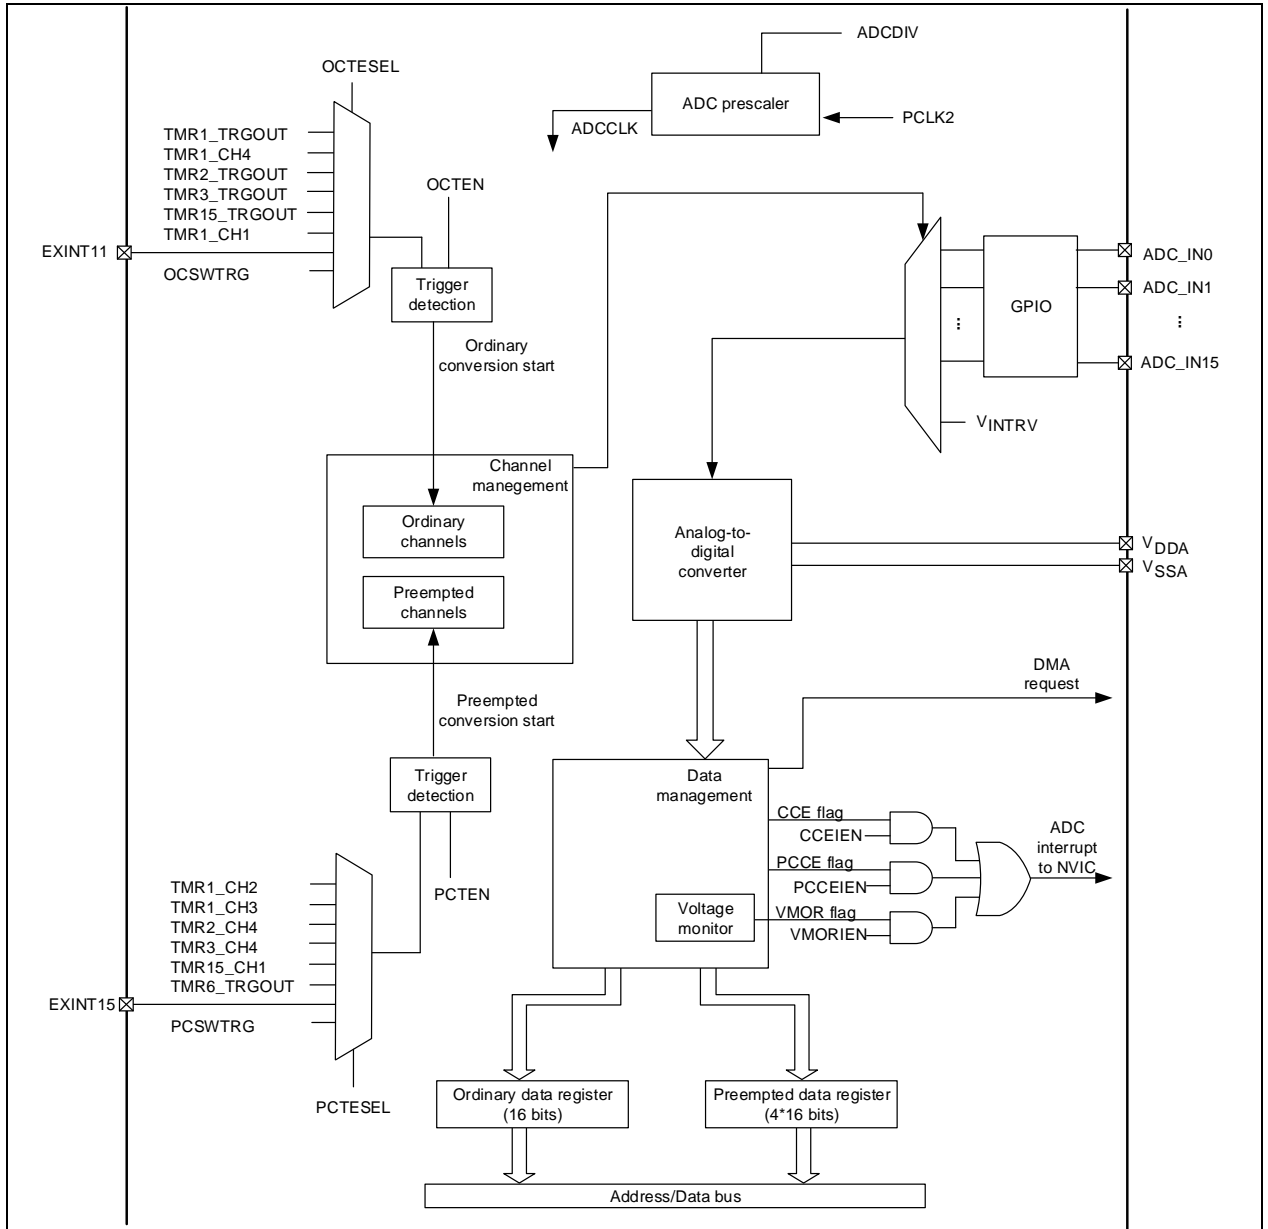 ADCDIV
OCTESEL
ADC prescaler
PCLK2
ADCCLK
TMR1_TRGOUT
TMR1_CH4
TMR2_TRGOUT
TMR3_TRGOUT
TMR15_TRGOUT
TMR1_CH1
EXINT11
OCSWTRG
OCTEN
Trigger
detection
Ordinary
conversion start
GPIO
ADC_IN0
ADC_IN1
...
...
ADC_IN15
VINTRV
Channel
manegement
Ordinary
channels
Preempted
channels
Analog-to-
digital
converter
VDDA
VSSA
DMA
request
Preempted
conversion start
Trigger
detection
PCTEN
Data
management
CCE flag
CCEIEN
PCCE flag
PCCEIEN
Voltage
monitor
VMOR flag
VMORIEN
ADC
interrupt
to NVIC
TMR1_CH2
TMR1_CH3
TMR2_CH4
TMR3_CH4
TMR15_CH1
TMR6_TRGOUT
EXINT15
PCSWTRG
PCTESEL
Ordinary data register
(16 bits)
Preempted data register
(4*16 bits)
Address/Data bus